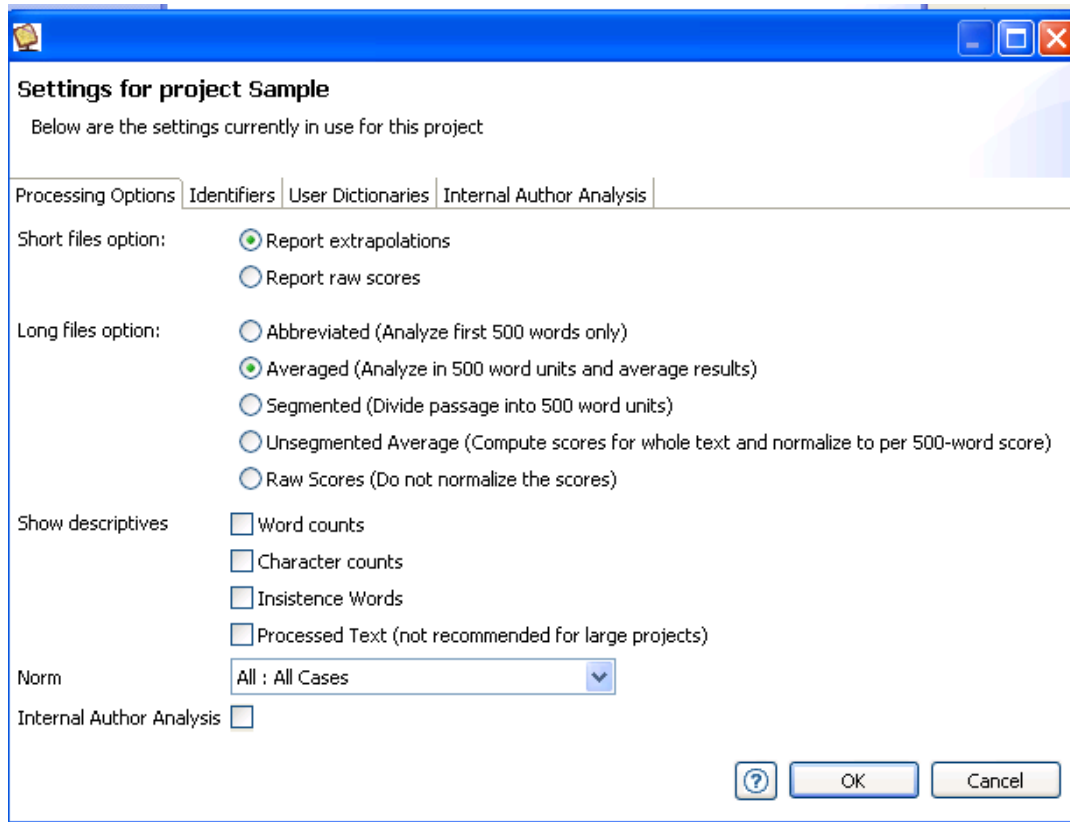 Settings for project Sample
Below are the settings currently in use for this project
Processing Options Identifiers User Dictionaries Internal Author Analysis
Short files option: Report extrapolations
Report raw scores
Long files option: Abbreviated (Analyze first 500 words only)
Averaged (Analyze in 500 word units and average results)
Segmented (Divide passage into 500 word units)
Unsegmented Average (Compute scores for whole text and normalize to per 500-word score)
Raw Scores (Do not normalize the scores)
Show descriptives Word counts
Character counts
Insistence Words
Processed Text (not recommended for large projects)
Norm All : All Cases
Internal Author Analysis
? OK Cancel